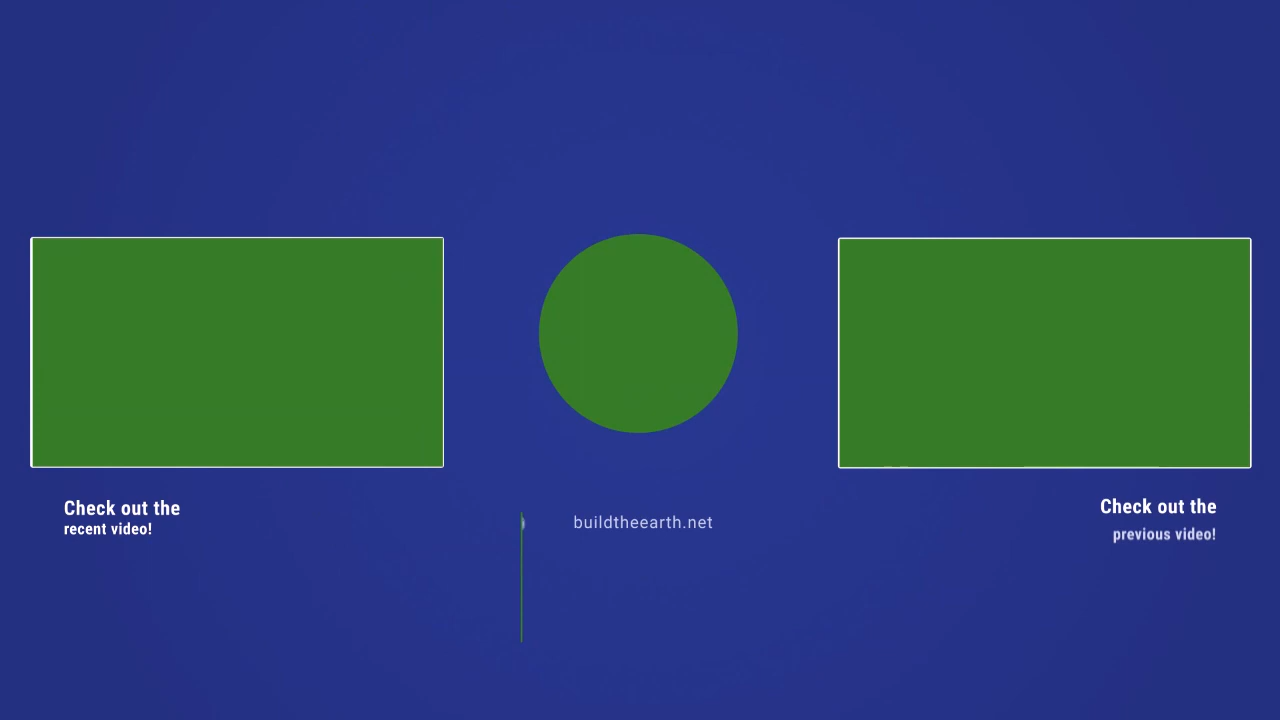 Check out the
recent video!
buildtheearth.net
Check out the
previous video!